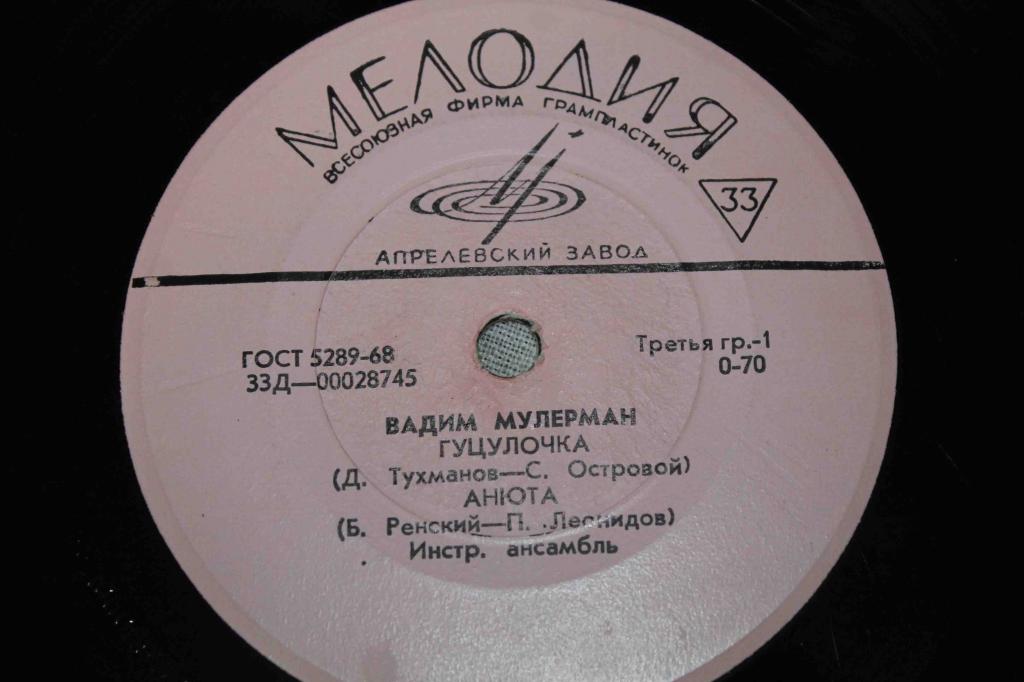 МЕЛОДИЯ
ВСЕСОЮЗНАЯ ФИРМА ГРАМПЛАСТИНОК
33
АПРЕЛЕВСКИЙ ЗАВОД
ГОСТ 5289-68
33Д—00028745
Третья гр.-1
0-70
ВАДИМ МУЛЕРМАН
ГУЦУЛОЧКА
(Д. Тухманов—С. Островой)
АНЮТА
(Б. Ренский—П. Леонидов)
Инстр. ансамбль